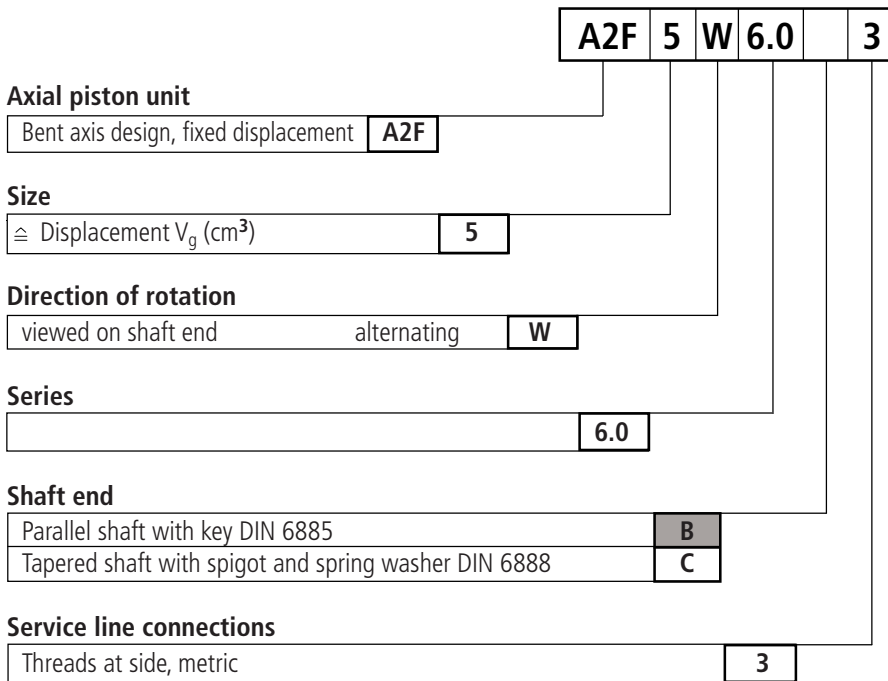 A2F 5 W 6.0 3
Axial piston unit
Bent axis design, fixed displacement A2F
Size
≙ Displacement Vg (cm3) 5
Direction of rotation
viewed on shaft end alternating W
Series
6.0
Shaft end
Parallel shaft with key DIN 6885 B
Tapered shaft with spigot and spring washer DIN 6888 C
Service line connections
Threads at side, metric 3